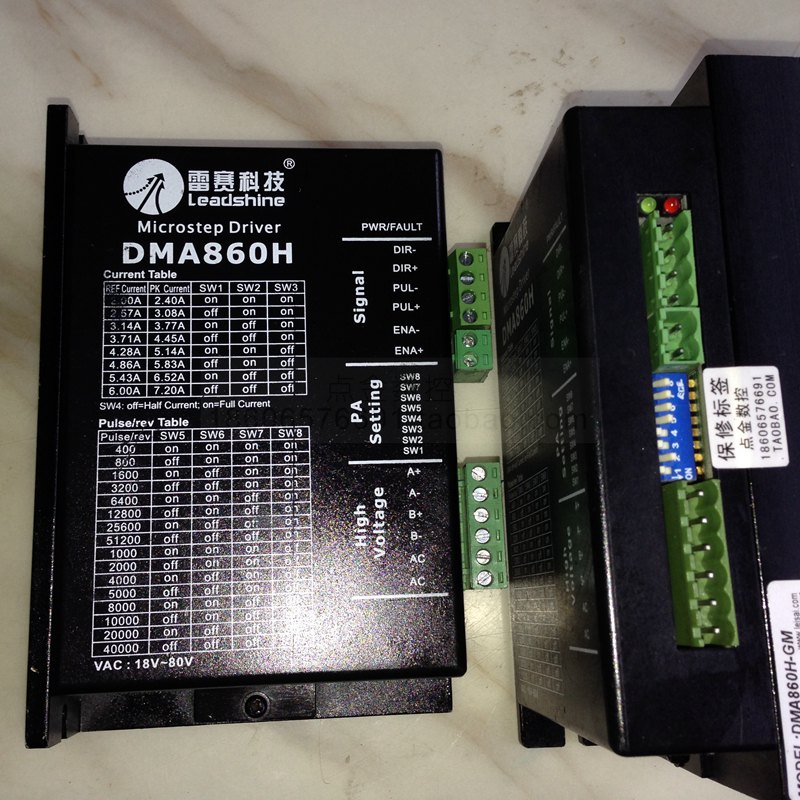 雷赛科技®
Leadshine
Microstep Driver
DMA860H
Current Table
REF Current PK Current SW1 SW2 SW3
2.00A 2.40A on on on
2.57A 3.08A off on on
3.14A 3.77A on off on
3.71A 4.45A off off on
4.28A 5.14A on on off
4.86A 5.83A off on off
5.43A 6.52A on off off
6.00A 7.20A off off off
SW4: off=Half Current; on=Full Current
Pulse/rev Table
Pulse/rev SW5 SW6 SW7 SW8
400 on on on on
800 off on on on
1600 on off on on
3200 off off on on
6400 on on off on
12800 off on off on
25600 on off off on
51200 off off off on
1000 on on on off
2000 off on on off
4000 on off on off
5000 off off on off
8000 on on off off
10000 off on off off
20000 on off off off
40000 off off off off
VAC : 18V~80V
PWR/FAULT
Signal
DIR-
DIR+
PUL-
PUL+
ENA-
ENA+
PA
Setting
SW8
SW7
SW6
SW5
SW4
SW3
SW2
SW1
High
Voltage
A+
A-
B+
B-
AC
AC
DMA860H
保修标签
点金数控
18606576691
.TAOBAO.COM
MODEL:DMA860H-GM